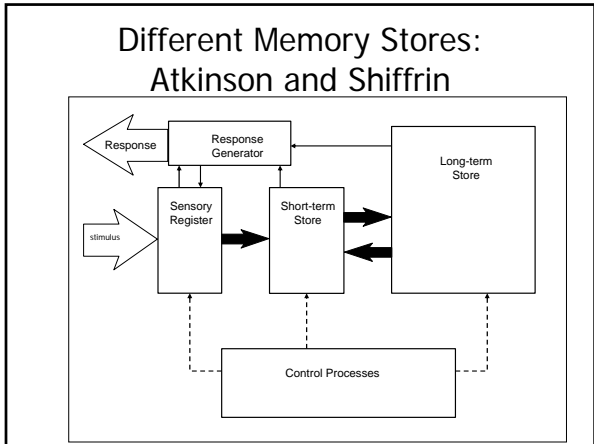 Different Memory Stores:
Atkinson and Shiffrin
Response
Response
Generator
Long-term
Store
Sensory
Register
Short-term
Store
stimulus
Control Processes